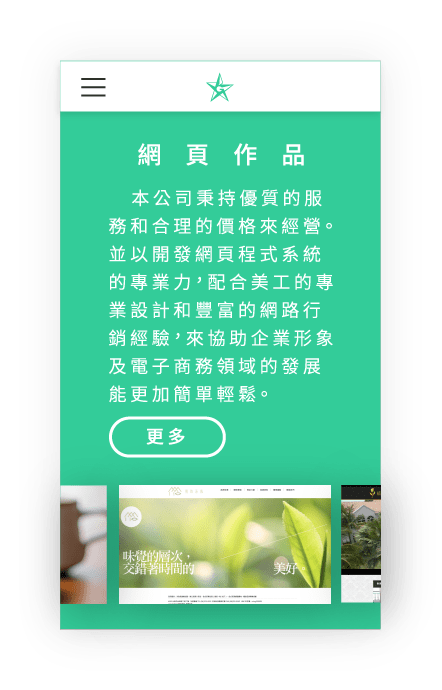 網頁作品
本公司秉持優質的服
務和合理的價格來經營。
並以開發網頁程式系統
的專業力，配合美工的專
業設計和豐富的網路行
銷經驗，來協助企業形象
及電子商務領域的發展
能更加簡單輕鬆。
更多
味覺的層次，
交錯著時間的
美好。